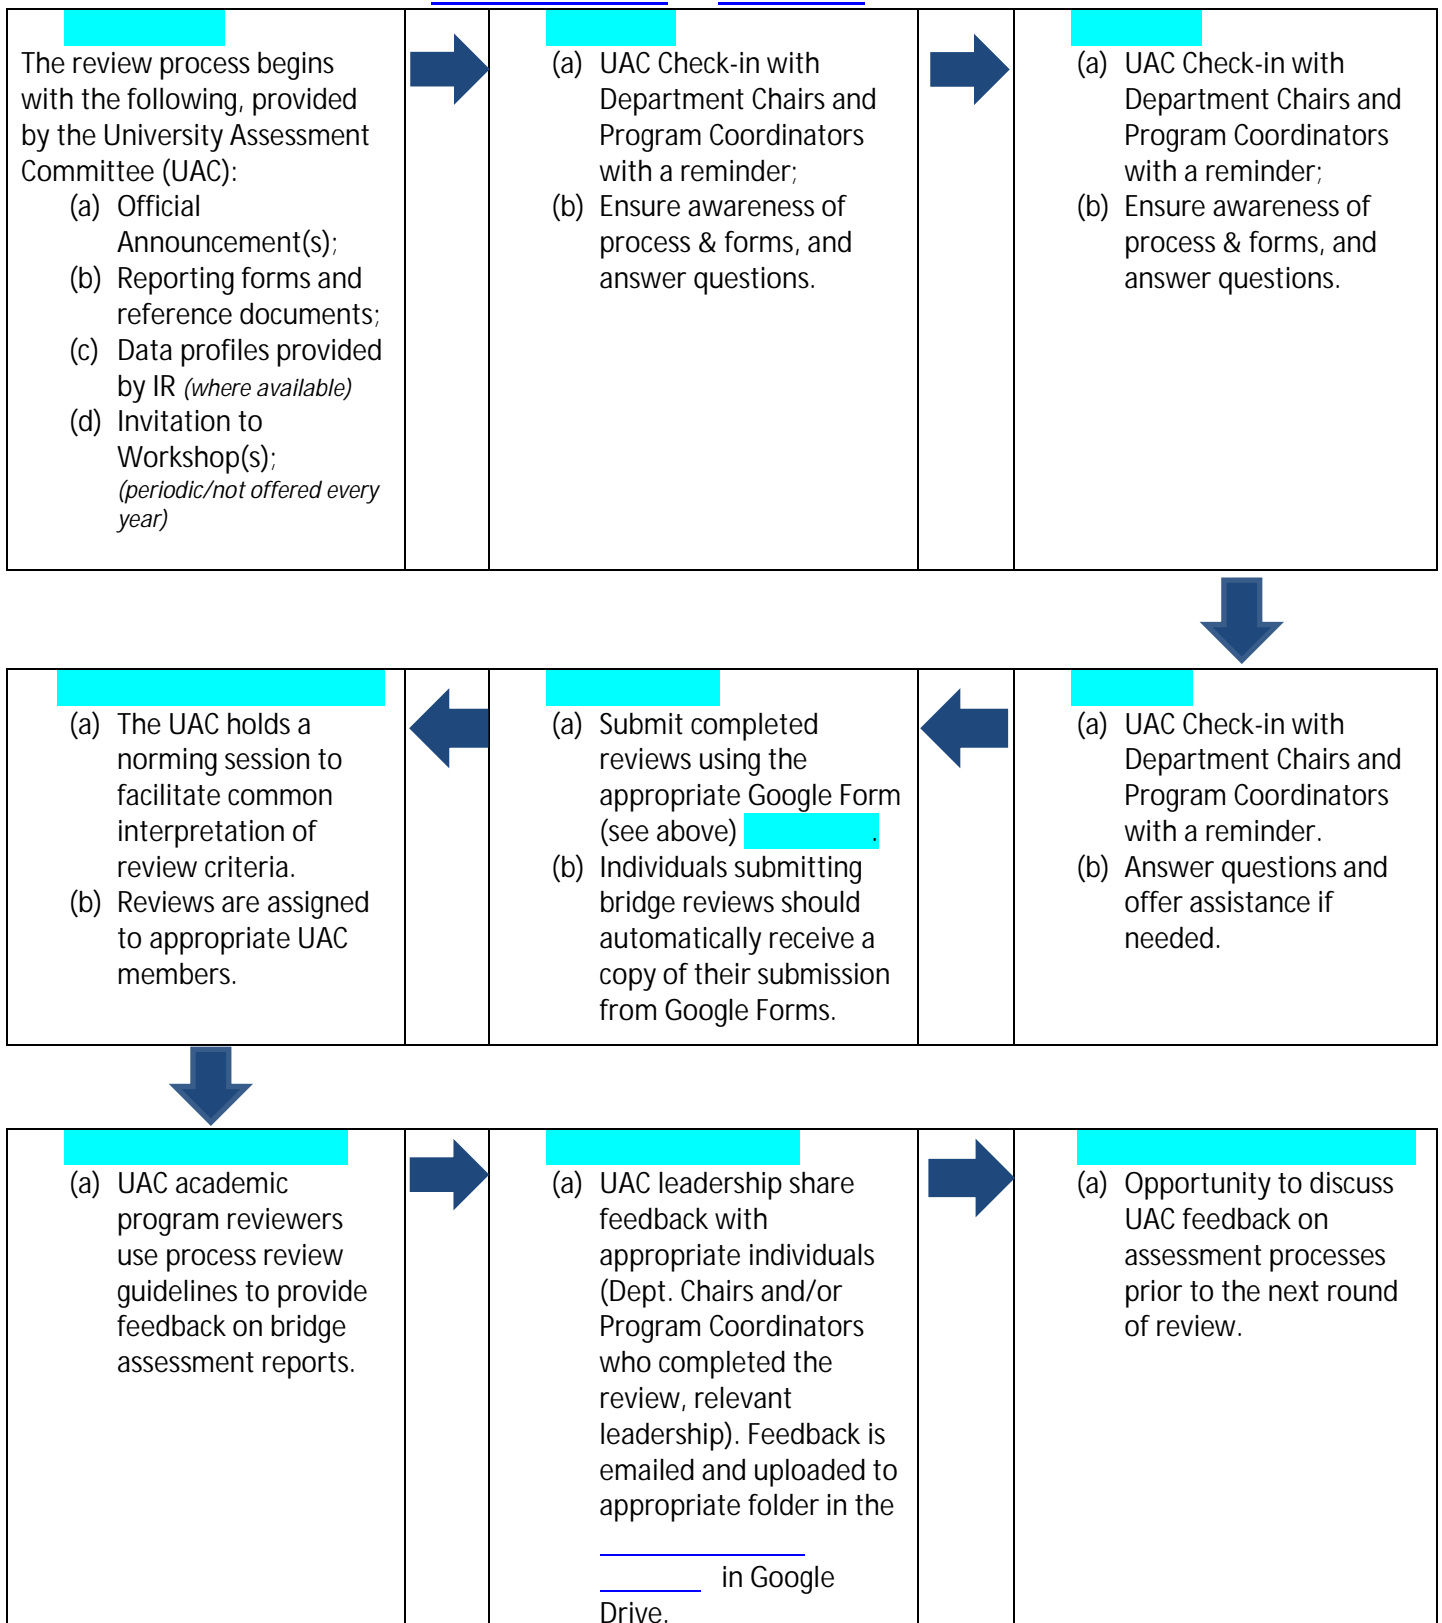 The review process begins
with the following, provided
by the University Assessment
Committee (UAC):
(a) Official
Announcement(s);
(b) Reporting forms and
reference documents;
(c) Data profiles provided
by IR (where available)
(d) Invitation to
Workshop(s);
(periodic/not offered every
year)
(a) UAC Check-in with
Department Chairs and
Program Coordinators
with a reminder;
(b) Ensure awareness of
process & forms, and
answer questions.
(a) UAC Check-in with
Department Chairs and
Program Coordinators
with a reminder;
(b) Ensure awareness of
process & forms, and
answer questions.
(a) UAC Check-in with
Department Chairs and
Program Coordinators
with a reminder.
(b) Answer questions and
offer assistance if
needed.
(a) Submit completed
reviews using the
appropriate Google Form
(see above) .
(b) Individuals submitting
bridge reviews should
automatically receive a
copy of their submission
from Google Forms.
(a) The UAC holds a
norming session to
facilitate common
interpretation of
review criteria.
(b) Reviews are assigned
to appropriate UAC
members.
(a) UAC academic
program reviewers
use process review
guidelines to provide
feedback on bridge
assessment reports.
(a) UAC leadership share
feedback with
appropriate individuals
(Dept. Chairs and/or
Program Coordinators
who completed the
review, relevant
leadership). Feedback is
emailed and uploaded to
appropriate folder in the
in Google
Drive.
(a) Opportunity to discuss
UAC feedback on
assessment processes
prior to the next round
of review.